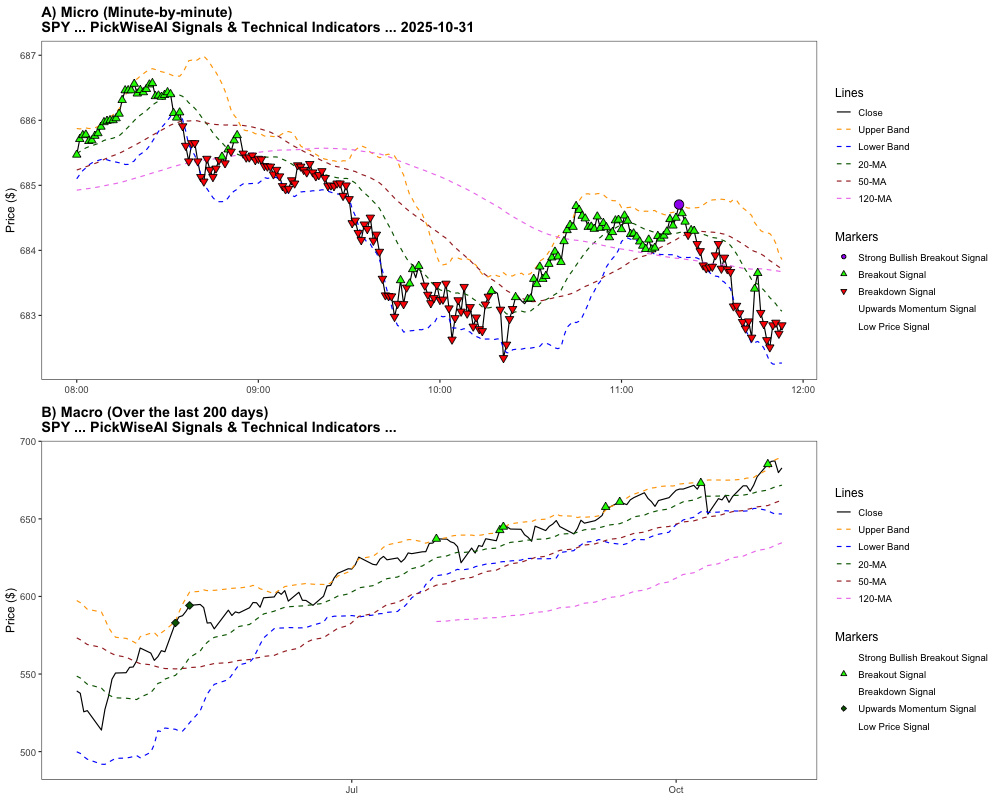 A) Micro (Minute-by-minute)
SPY ... PickWiseAI Signals & Technical Indicators ... 2025-10-31
Price ($)
687
686
685
684
683
08:00
09:00
10:00
11:00
12:00
Lines
Close
Upper Band
Lower Band
20-MA
50-MA
120-MA
Markers
Strong Bullish Breakout Signal
Breakout Signal
Breakdown Signal
Upwards Momentum Signal
Low Price Signal
B) Macro (Over the last 200 days)
SPY ... PickWiseAI Signals & Technical Indicators ...
Price ($)
700
650
600
550
500
Jul
Oct
Lines
Close
Upper Band
Lower Band
20-MA
50-MA
120-MA
Markers
Strong Bullish Breakout Signal
Breakout Signal
Breakdown Signal
Upwards Momentum Signal
Low Price Signal